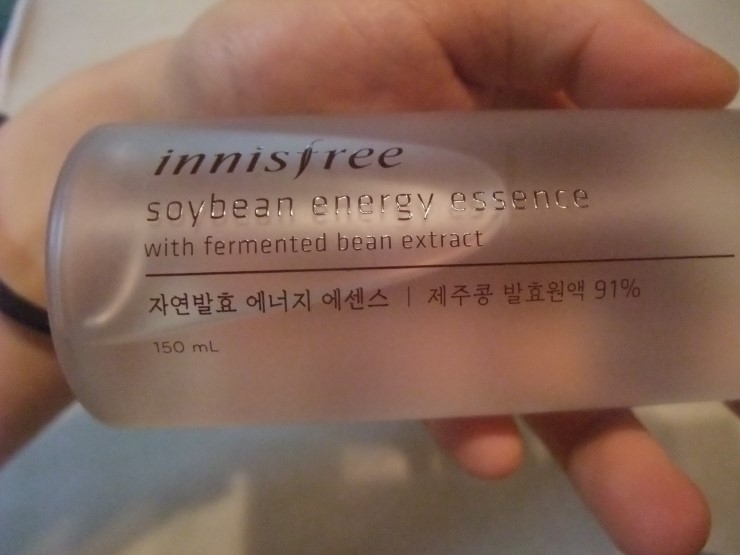 innisfree
soybean energy essence
with fermented bean extract
자연발효 에너지 에센스 | 제주콩 발효원액 91%
150 mL